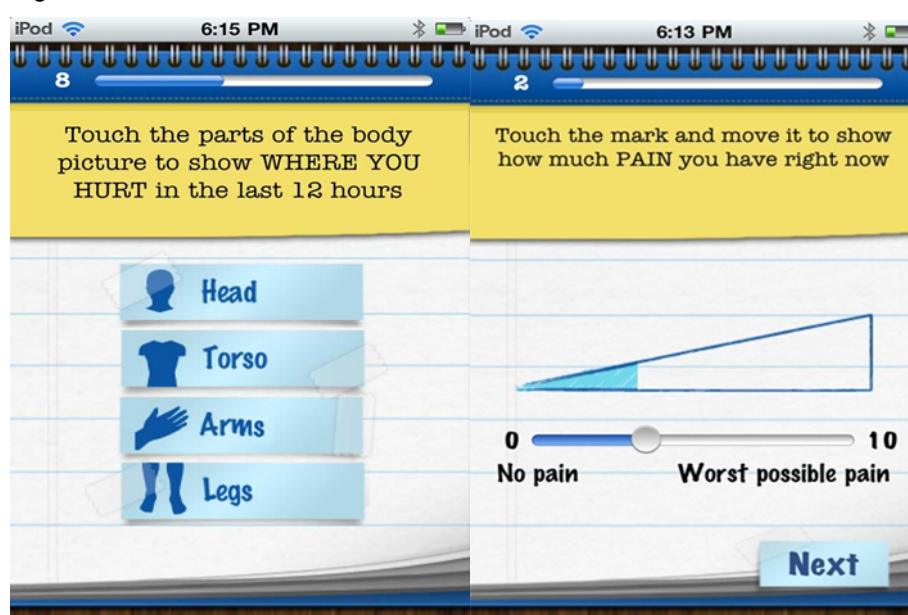 iPod 6:15 PM
8
Touch the parts of the body
picture to show WHERE YOU
HURT in the last 12 hours
Head
Torso
Arms
Legs
iPod 6:13 PM
2
Touch the mark and move it to show
how much PAIN you have right now
0 10
No pain Worst possible pain
Next